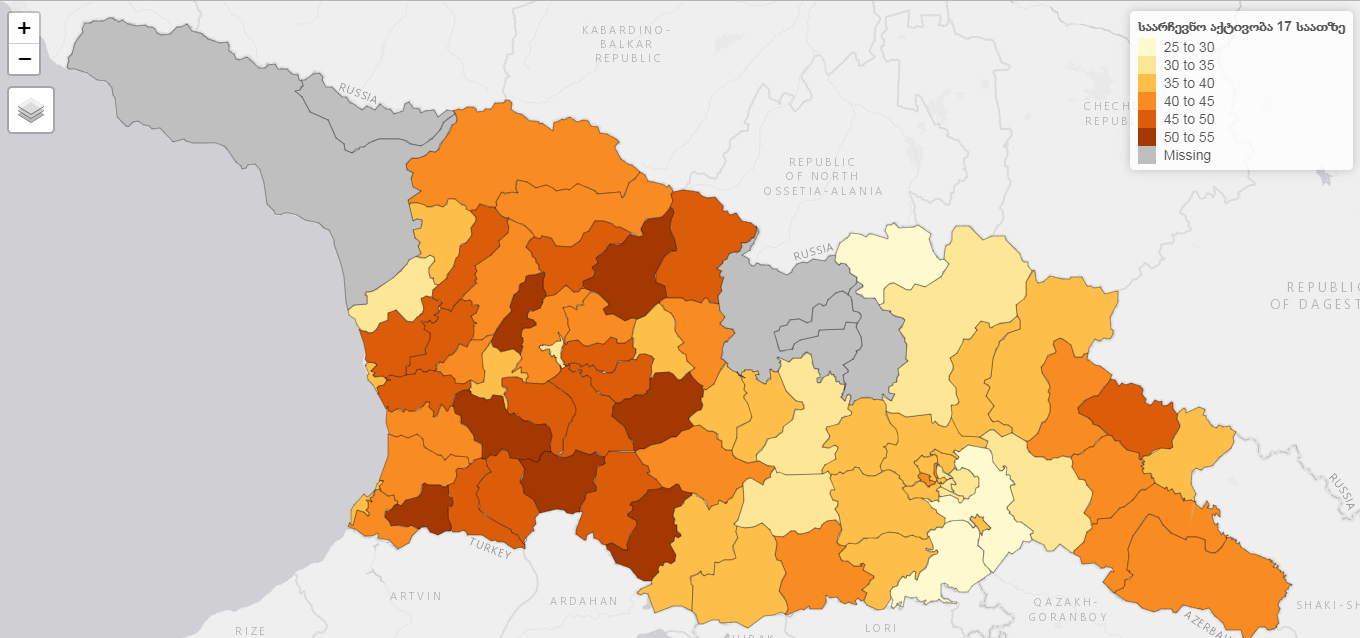 +
−
საარჩევნო აქტივობა 17 საათზე
25 to 30
30 to 35
35 to 40
40 to 45
45 to 50
50 to 55
Missing
KABARDINO-
BALKAR
REPUBLIC
RUSSIA
CHECH
REPUB
REPUBLIC
OF NORTH
OSSETIA-ALANIA
RUSSIA
REPUBLIC
OF DAGEST
RUSSIA
TURKEY
ARTVIN
ARDAHAN
RIZE
LORI
QAZAKH-
GORANBOY
AZERBAI
SHAKI-SH